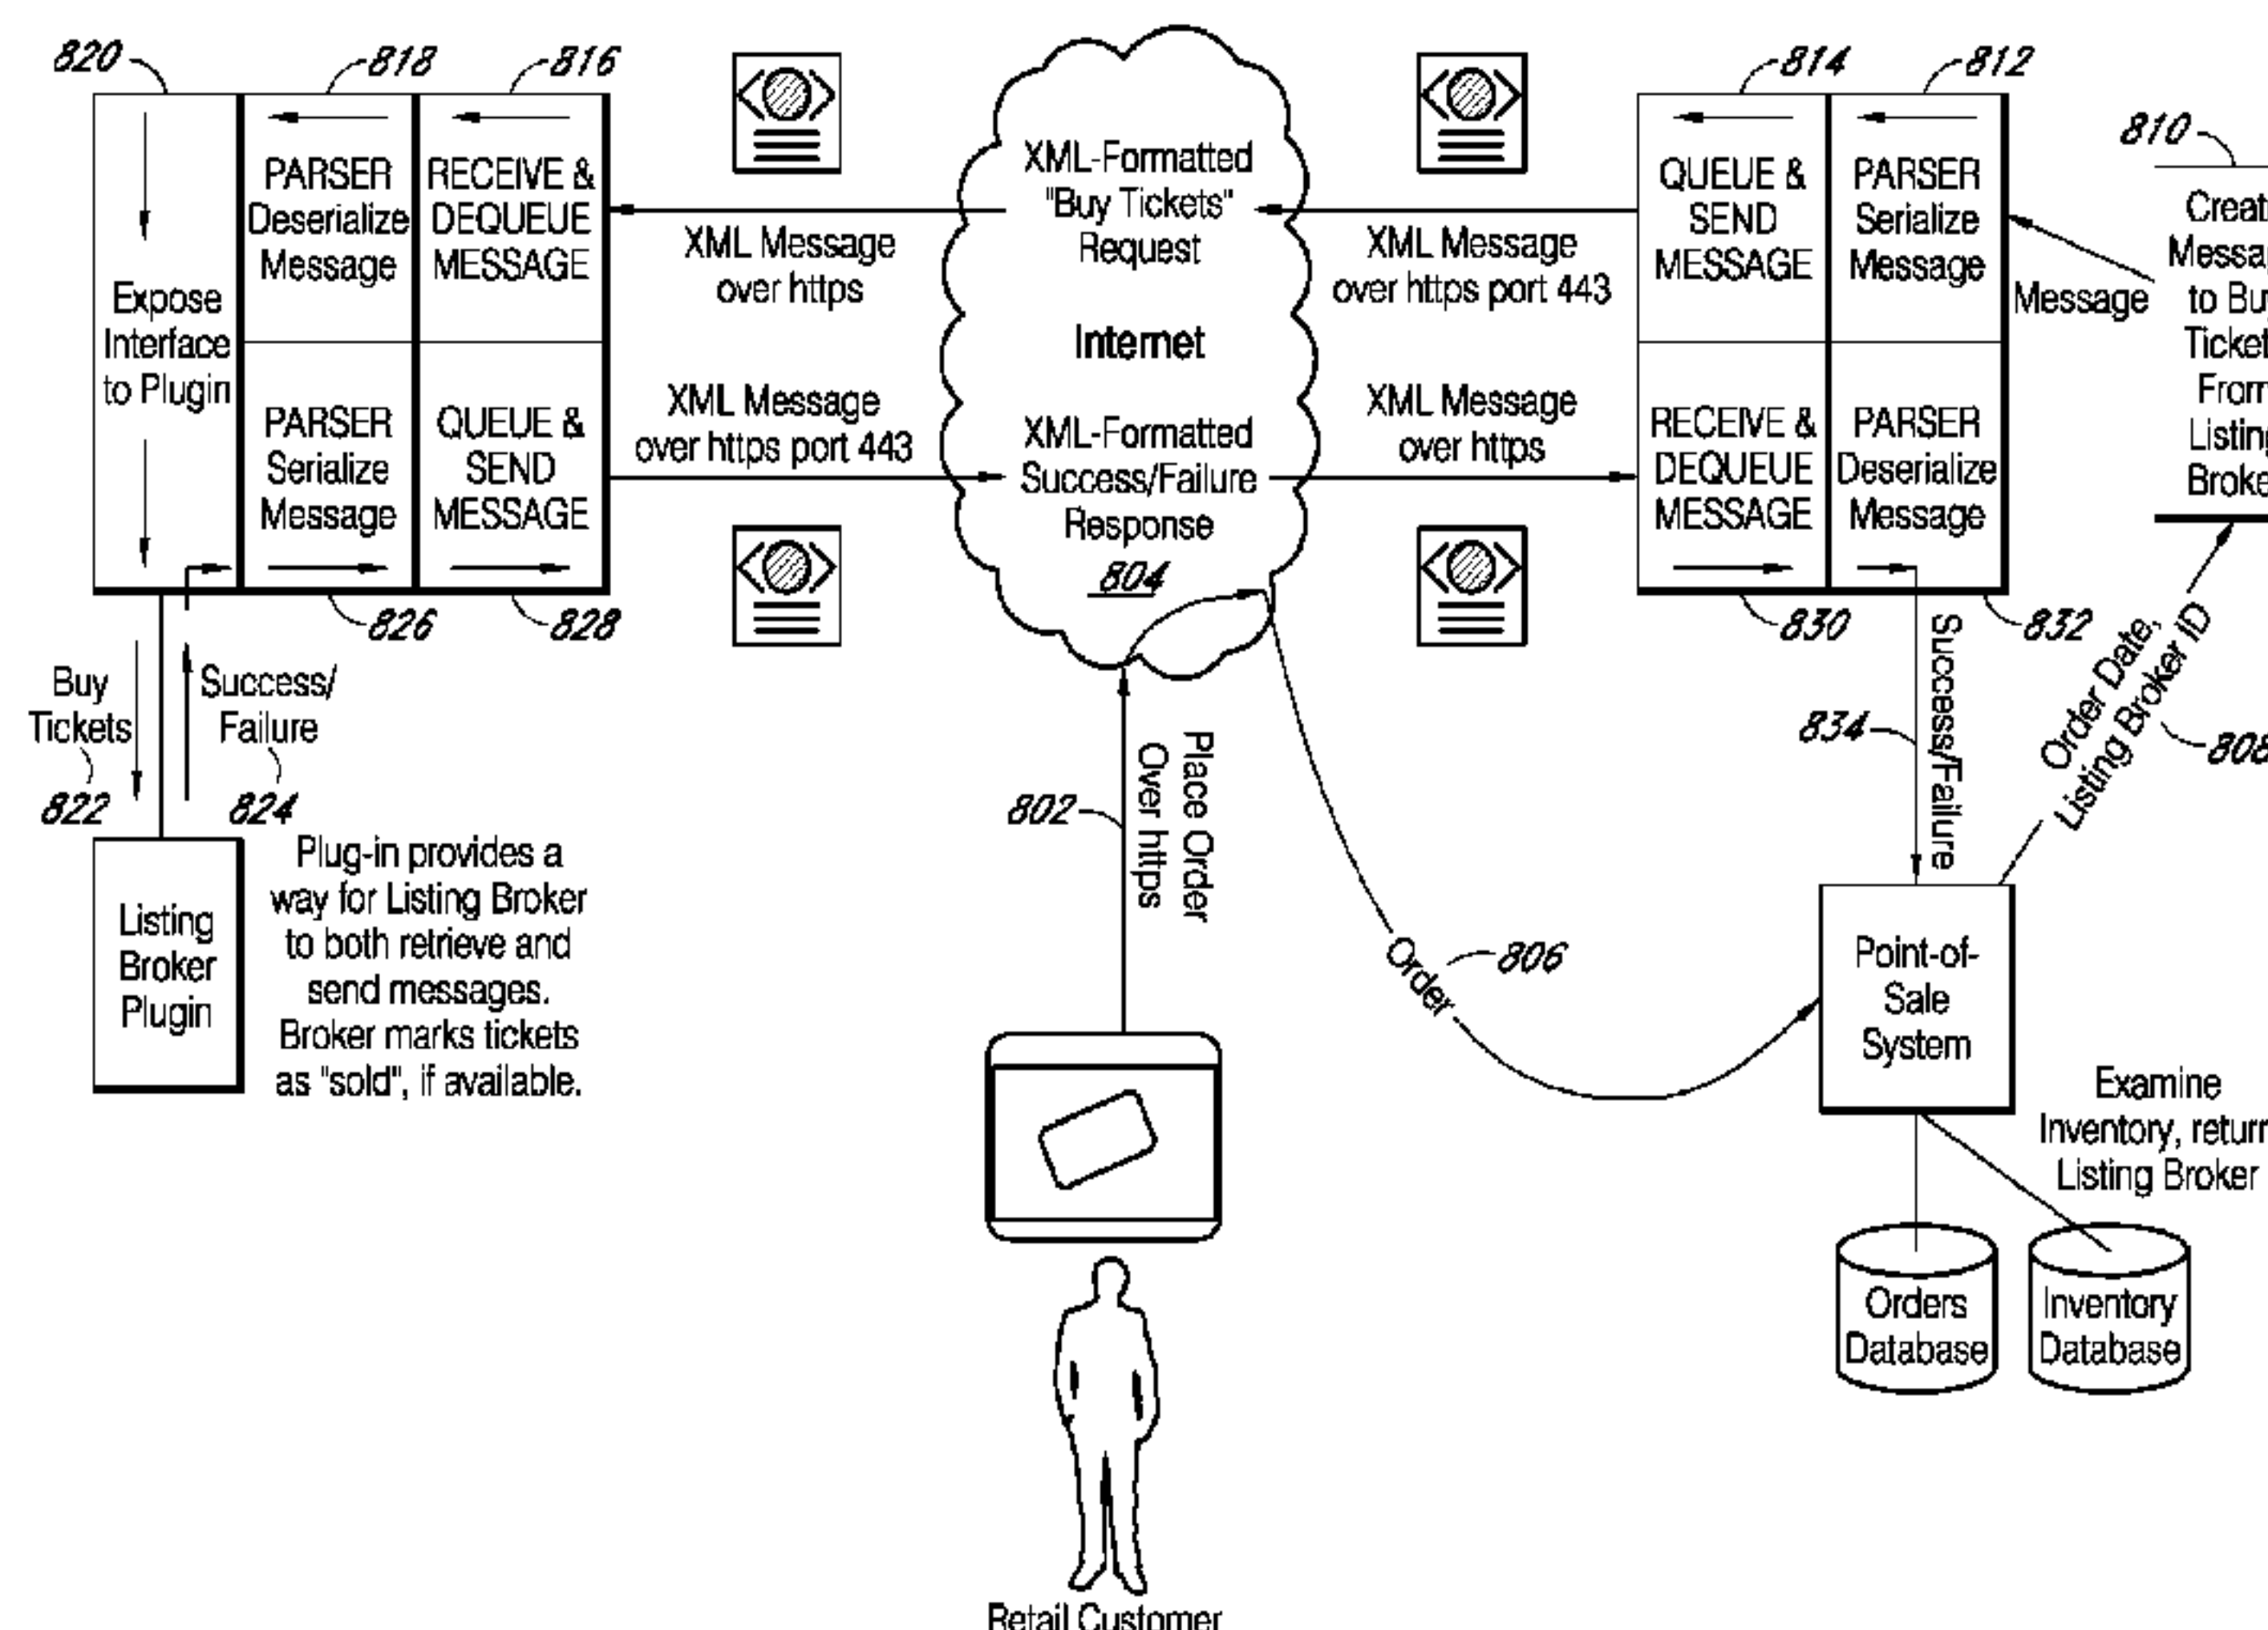 820
818
816
814
812
810
Expose
Interface
to Plugin
PARSER
Deserialize
Message
RECEIVE &
DEQUEUE
MESSAGE
PARSER
Serialize
Message
QUEUE &
SEND
MESSAGE
826
828
XML Message
over https
XML Message
over https port 443
XML-Formatted
"Buy Tickets"
Request
Internet
XML-Formatted
Success/Failure
Response
804
XML Message
over https port 443
XML Message
over https
QUEUE &
SEND
MESSAGE
PARSER
Serialize
Message
RECEIVE &
DEQUEUE
MESSAGE
PARSER
Deserialize
Message
830
832
Message
to
From
Buy
Tickets
822
Success/
Failure
824
Listing
Broker
Plugin
Plug-in provides a
way for Listing Broker
to both retrieve and
send messages.
Broker marks tickets
as "sold", if available.
802
Place Order
Over https
Order
806
834
Success/Failure
Order Date,
Listing Broker ID
808
Point-of-
Sale
System
Examine
Inventory, return
Listing Broker
Orders
Database
Inventory
Database
Retail Customer